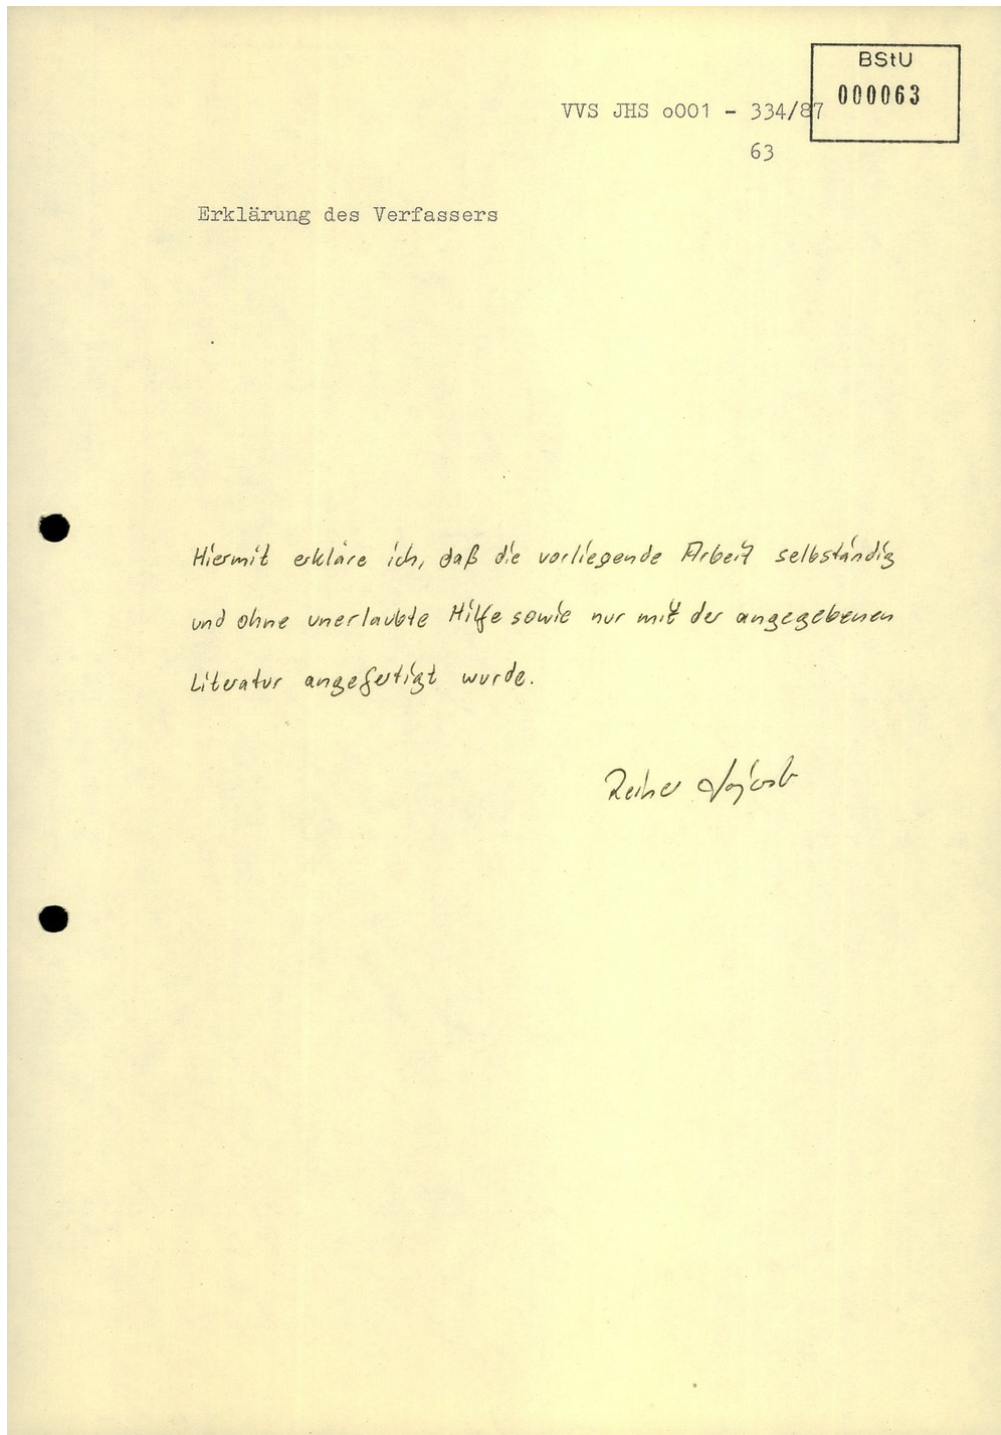 BStU
000063
VVS JHS o001 - 334/87
63
Erklärung des Verfassers
Hiermit erkläre ich, daß die vorliegende Arbeit selbständig
und ohne unerlaubte Hilfe sowie nur mit der angegebenen
Literatur angefertigt wurde.
Reiner